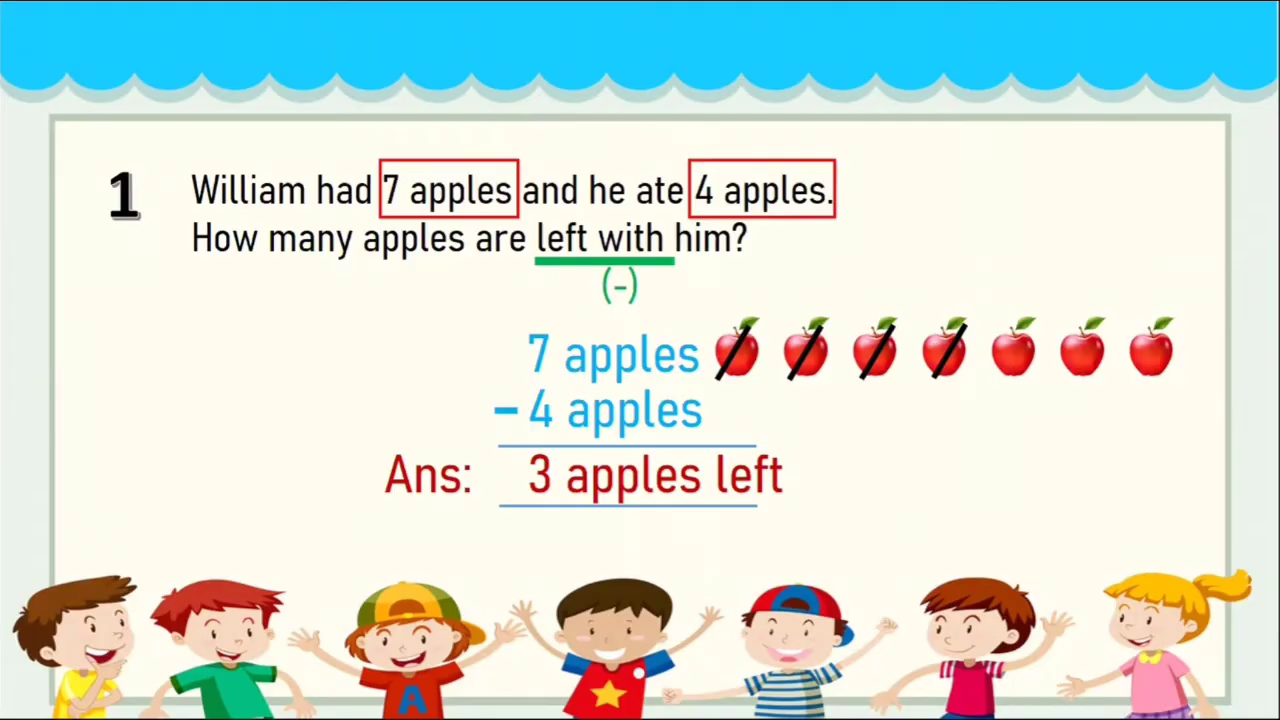 1
William had 7 apples and he ate 4 apples.
How many apples are left with him?
(-)
7 apples
- 4 apples
Ans: 3 apples left
A